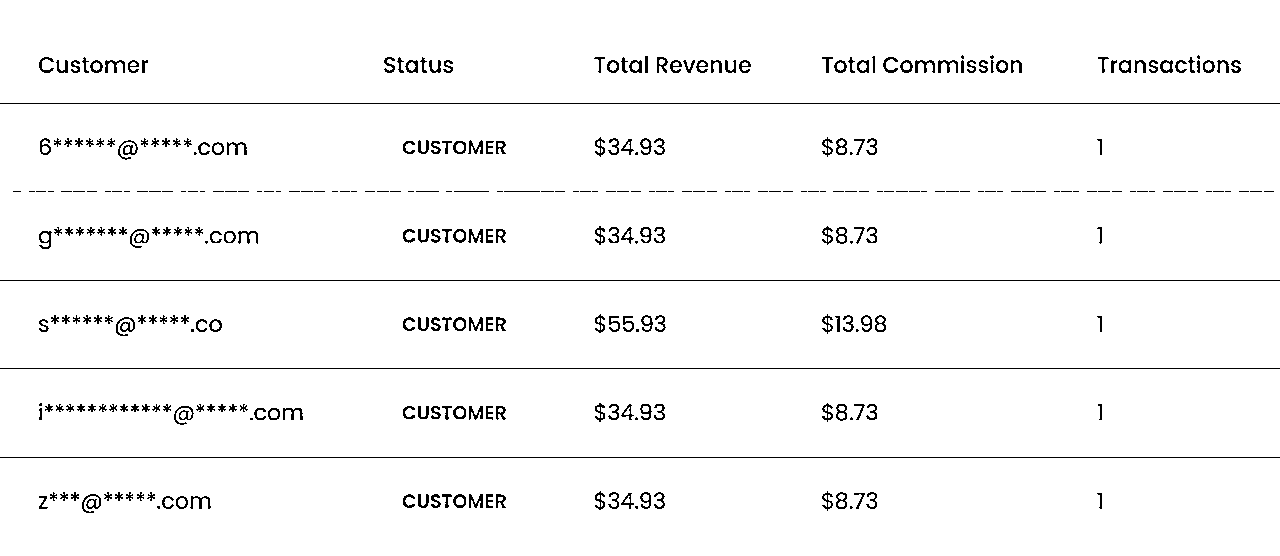 Customer Status Total Revenue Total Commission Transactions
6******@*****.com CUSTOMER $34.93 $8.73 1
g*******@*****.com CUSTOMER $34.93 $8.73 1
s******@*****.co CUSTOMER $55.93 $13.98 1
i************@*****.com CUSTOMER $34.93 $8.73 1
z***@*****.com CUSTOMER $34.93 $8.73 1